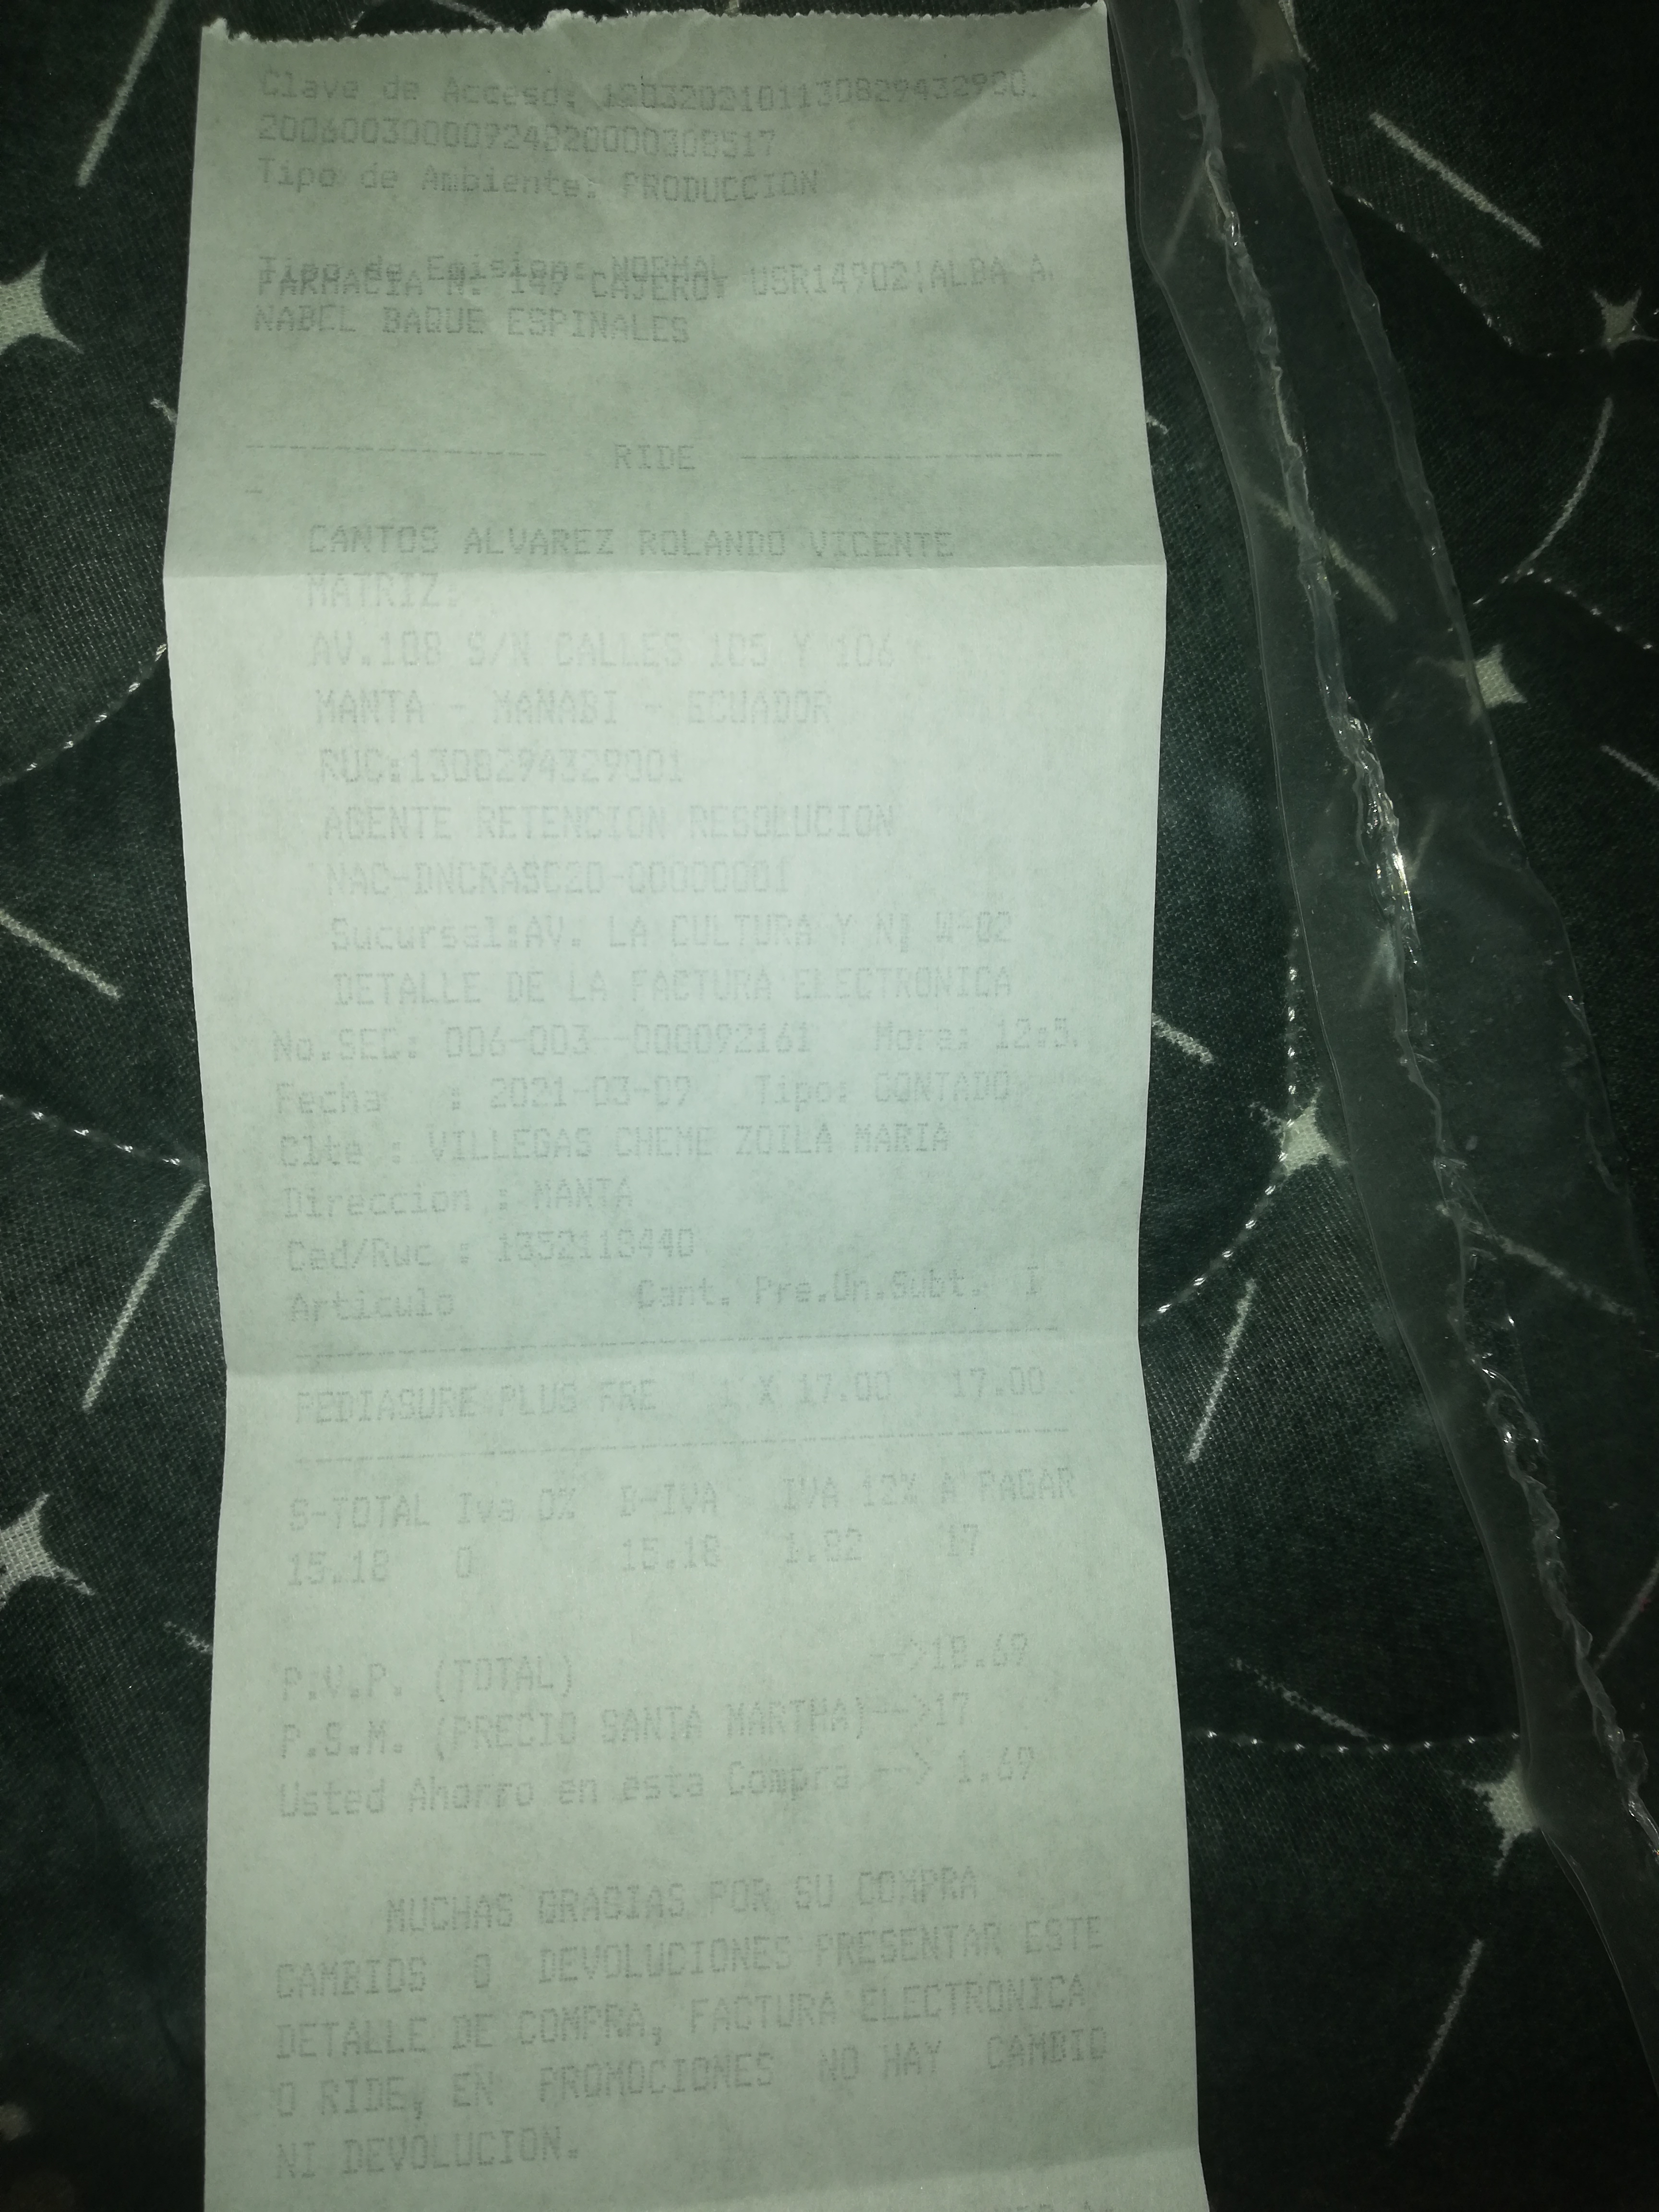 Clave de Acceso:
Tipo de Ambiente: PRODUCCION
Tipo de Emision: NORMAL
FARMACIA N. 149 CAJERO USR14902|ALBA A.
NABEL BAQUE ESPINALES
-------------- RIDE ---------------
-
CANTOS ALVAREZ ROLANDO VICENTE
MATRIZ:
AV.108 S/N CALLES 105 Y 106
MANTA - MANABI - ECUADOR
RUC:1308294329001
AGENTE RETENCION RESOLUCION
NAC-DNCRASC20-00000001
Sucursal:AV. LA CULTURA Y N| W-02
DETALLE DE LA FACTURA ELECTRONICA
No.SEC: 006-003--000092161 Hora: 12:5.
Fecha : 2021-03-09 Tipo: CONTADO
Clte : VILLEGAS CHEME ZOILA MARIA
Direccion : MANTA
Ced/Ruc :
Articulo Cant. Pre.Un.Subt. I
PEDIASURE PLUS FRE 1 X 17.00 17.00
S-TOTAL Iva 0% B-IVA IVA 12% A PAGAR
15.18 0 15.18 1.82 17
P.V.P. (TOTAL) -->18.69
P.S.M. (PRECIO SANTA MARTHA)-->17
Usted Ahorro en esta Compra --> 1.69
MUCHAS GRACIAS POR SU COMPRA
CAMBIOS O DEVOLUCIONES PRESENTAR ESTE
DETALLE DE COMPRA, FACTURA ELECTRONICA
O RIDE, EN PROMOCIONES NO HAY CAMBIO
NI DEVOLUCION.